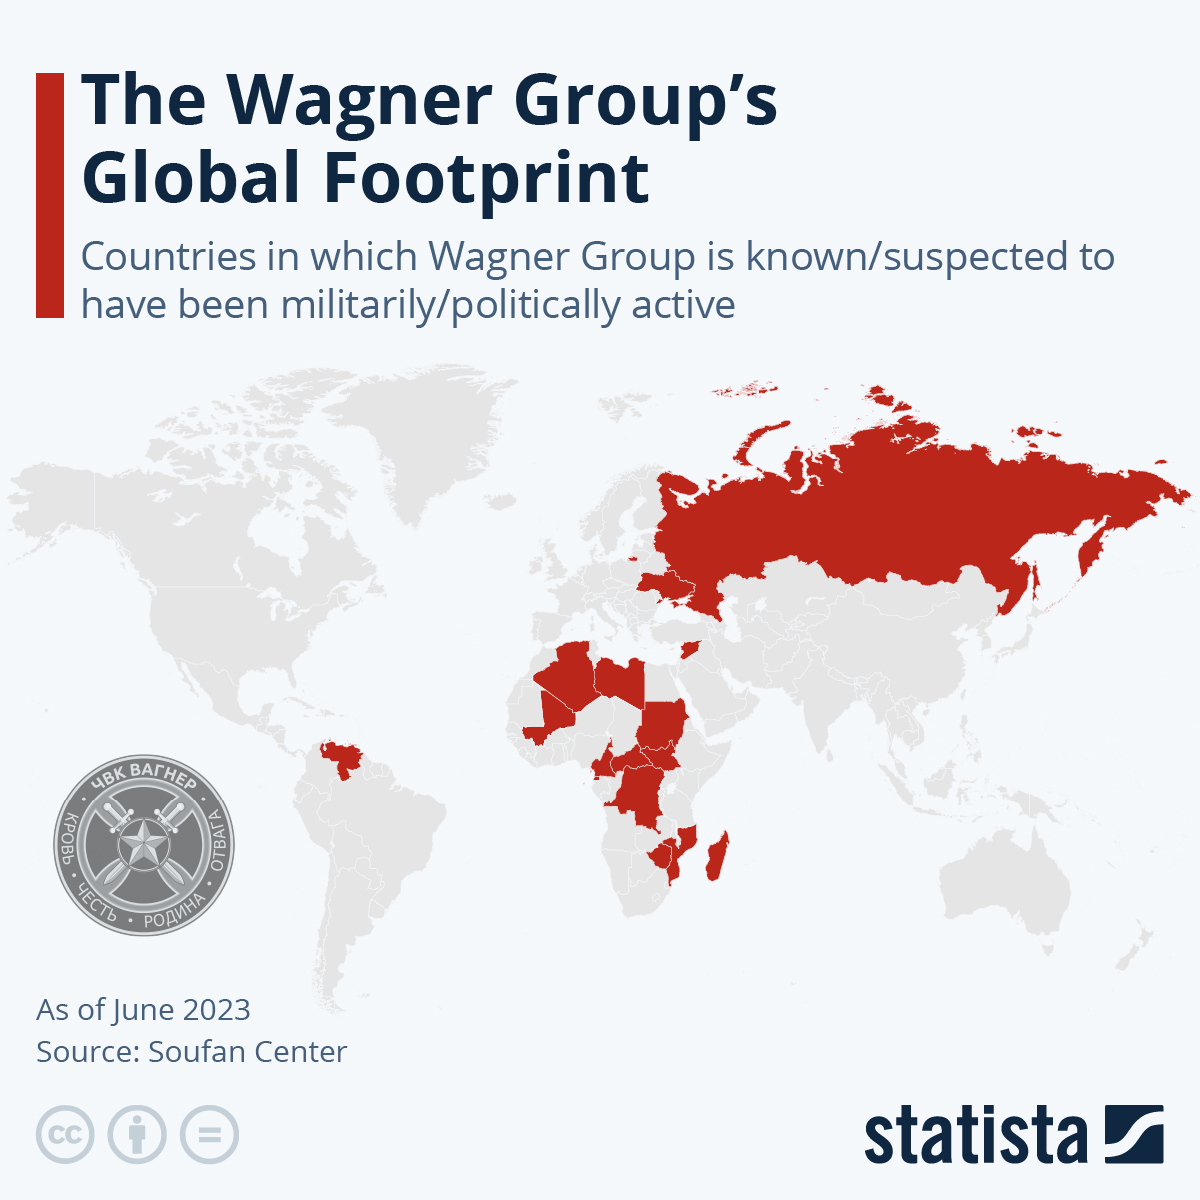 The Wagner Group’s
Global Footprint
Countries in which Wagner Group is known/suspected to
have been militarily/politically active
ЧВК ВАГНЕР
КРОВЬ • ЧЕСТЬ • РОДИНА • ОТВАГА
As of June 2023
Source: Soufan Center
cc
statista